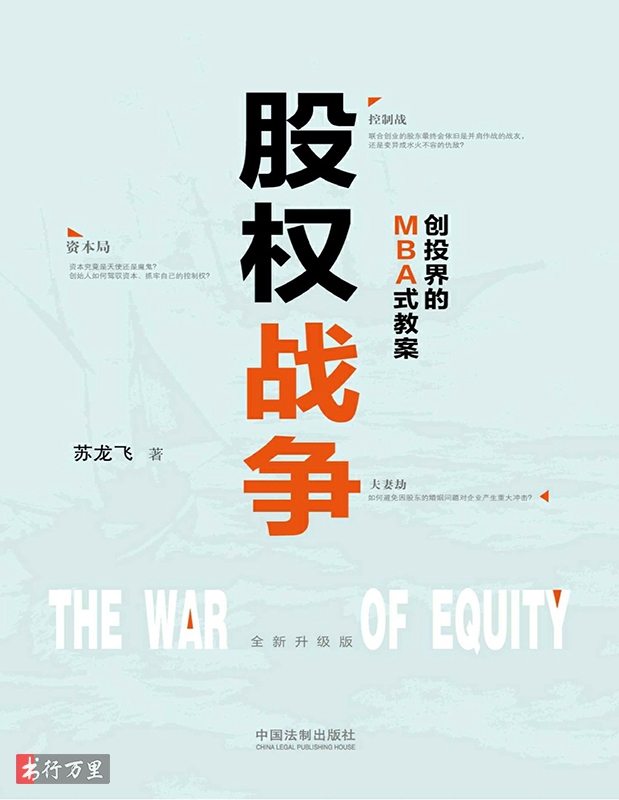 股权战争
创投界的
MBA式教案
控制战
联合创业的股东最终会依旧是并肩作战的战友，
还是变异成水火不容的仇敌？
资本局
资本究竟是天使还是魔鬼？
创始人如何驾驭资本、抓牢自己的控制权？
苏龙飞 著
夫妻劫
如何避免因股东的婚姻问题对企业产生重大冲击？
THE WAR OF EQUITY
全新升级版
中国法制出版社
CHINA LEGAL PUBLISHING HOUSE
书行万里